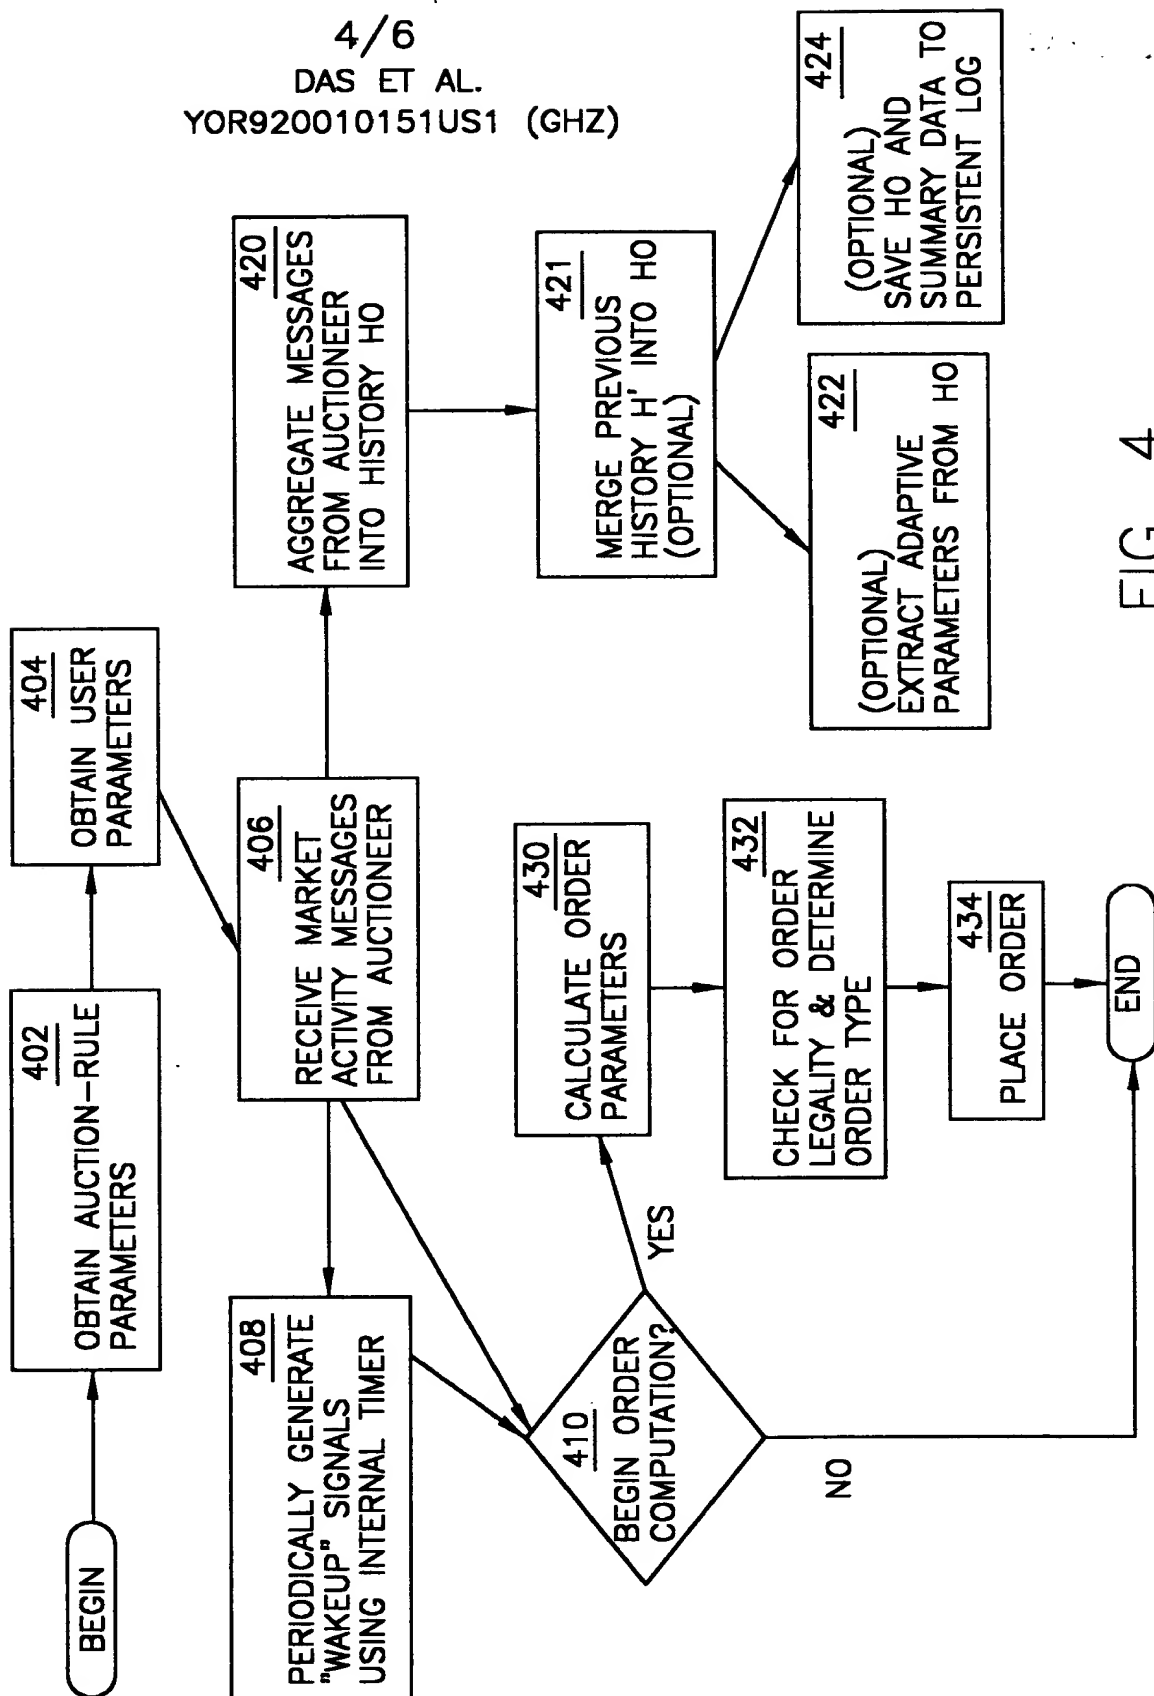 4/6
DAS ET AL.
YOR920010151US1 (GHZ)
BEGIN
402
OBTAIN AUCTION-RULE
PARAMETERS
404
OBTAIN USER
PARAMETERS
406
RECEIVE MARKET
ACTIVITY MESSAGES
FROM AUCTIONEER
408
PERIODICALLY GENERATE
"WAKEUP" SIGNALS
USING INTERNAL TIMER
410
BEGIN ORDER
COMPUTATION?
YES
NO
420
AGGREGATE MESSAGES
FROM AUCTIONEER
INTO HISTORY HO
421
MERGE PREVIOUS
HISTORY H' INTO HO
(OPTIONAL)
422
(OPTIONAL)
EXTRACT ADAPTIVE
PARAMETERS FROM HO
424
(OPTIONAL)
SAVE HO AND
SUMMARY DATA TO
PERSISTENT LOG
430
CALCULATE ORDER
PARAMETERS
432
CHECK FOR ORDER
LEGALITY & DETERMINE
ORDER TYPE
434
PLACE ORDER
END
FIG 4